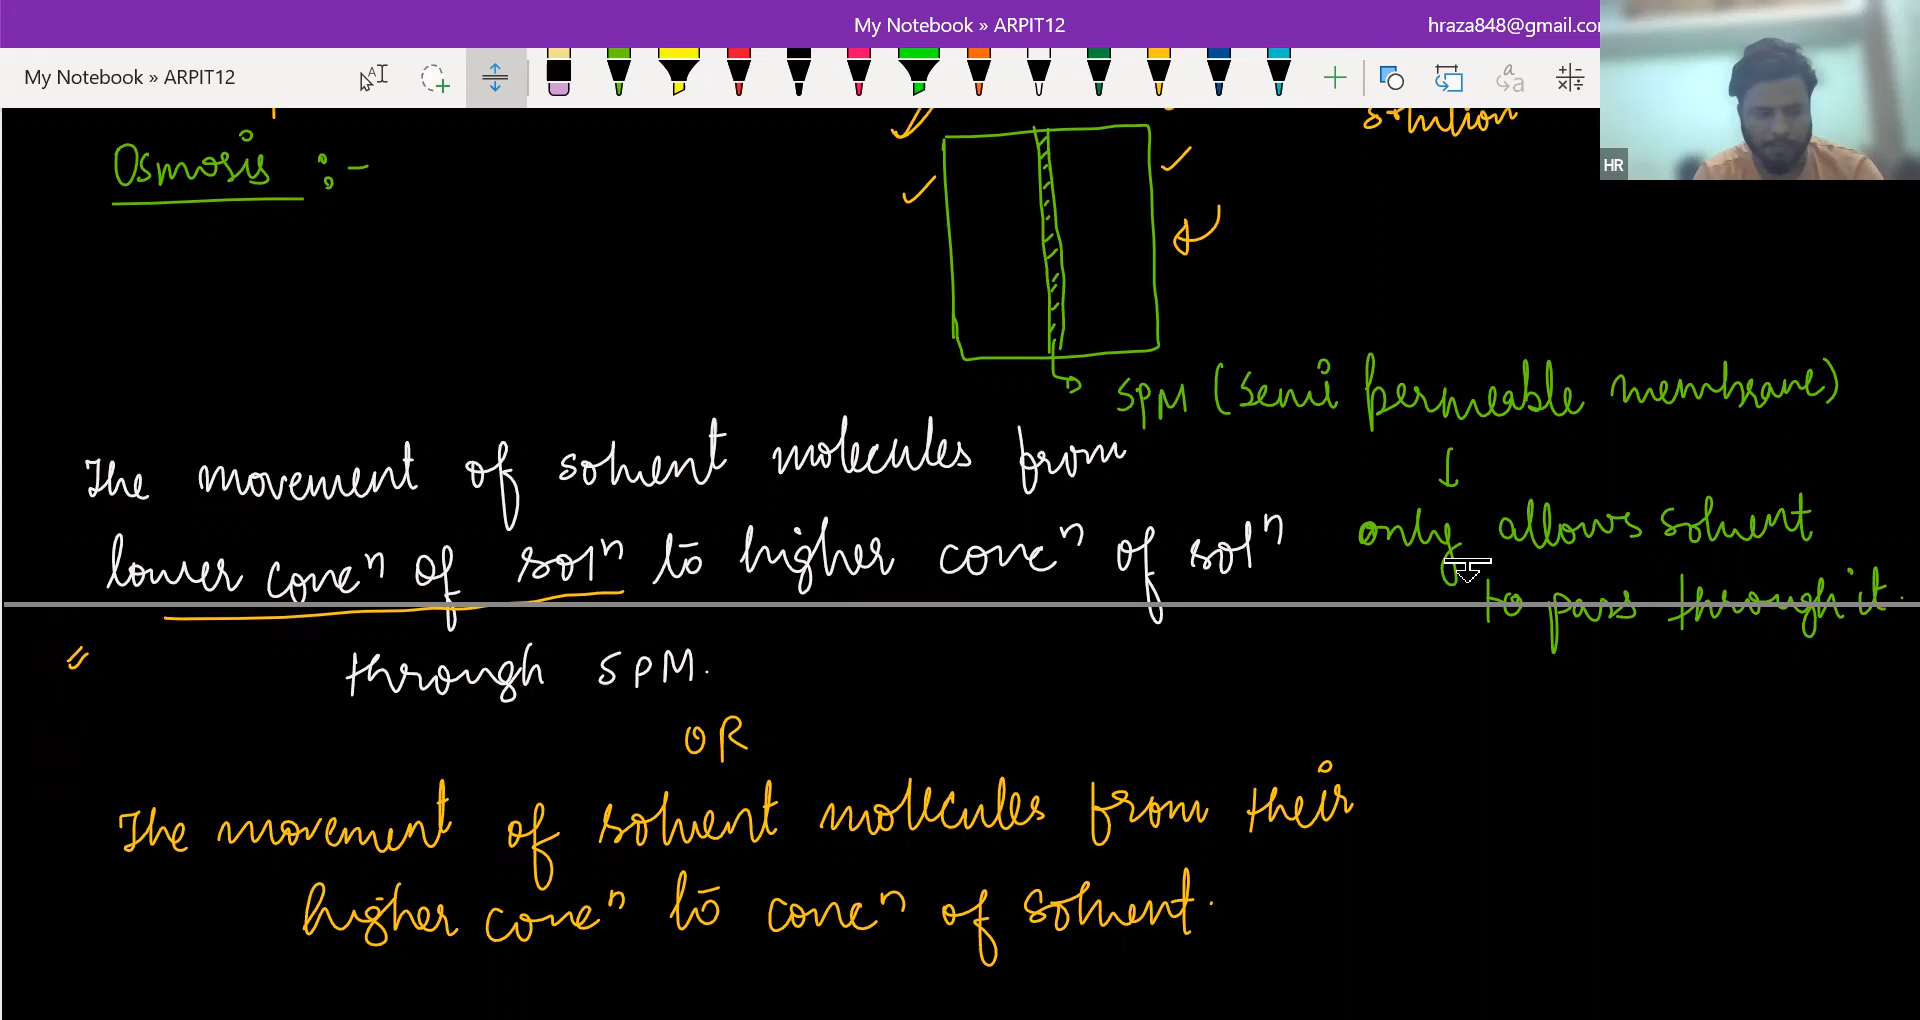 My Notebook » ARPIT12
hraza848@gmail.co
My Notebook » ARPIT12
HR
solution
Osmosis :-
SPM (Semi permeable membrane)
↓
only allows solvent
to pass through it.
The movement of solvent molecules from
lower concⁿ of solⁿ to higher concⁿ of solⁿ
through SPM.
OR
The movement of solvent molecules from their
higher concⁿ to concⁿ of solvent.